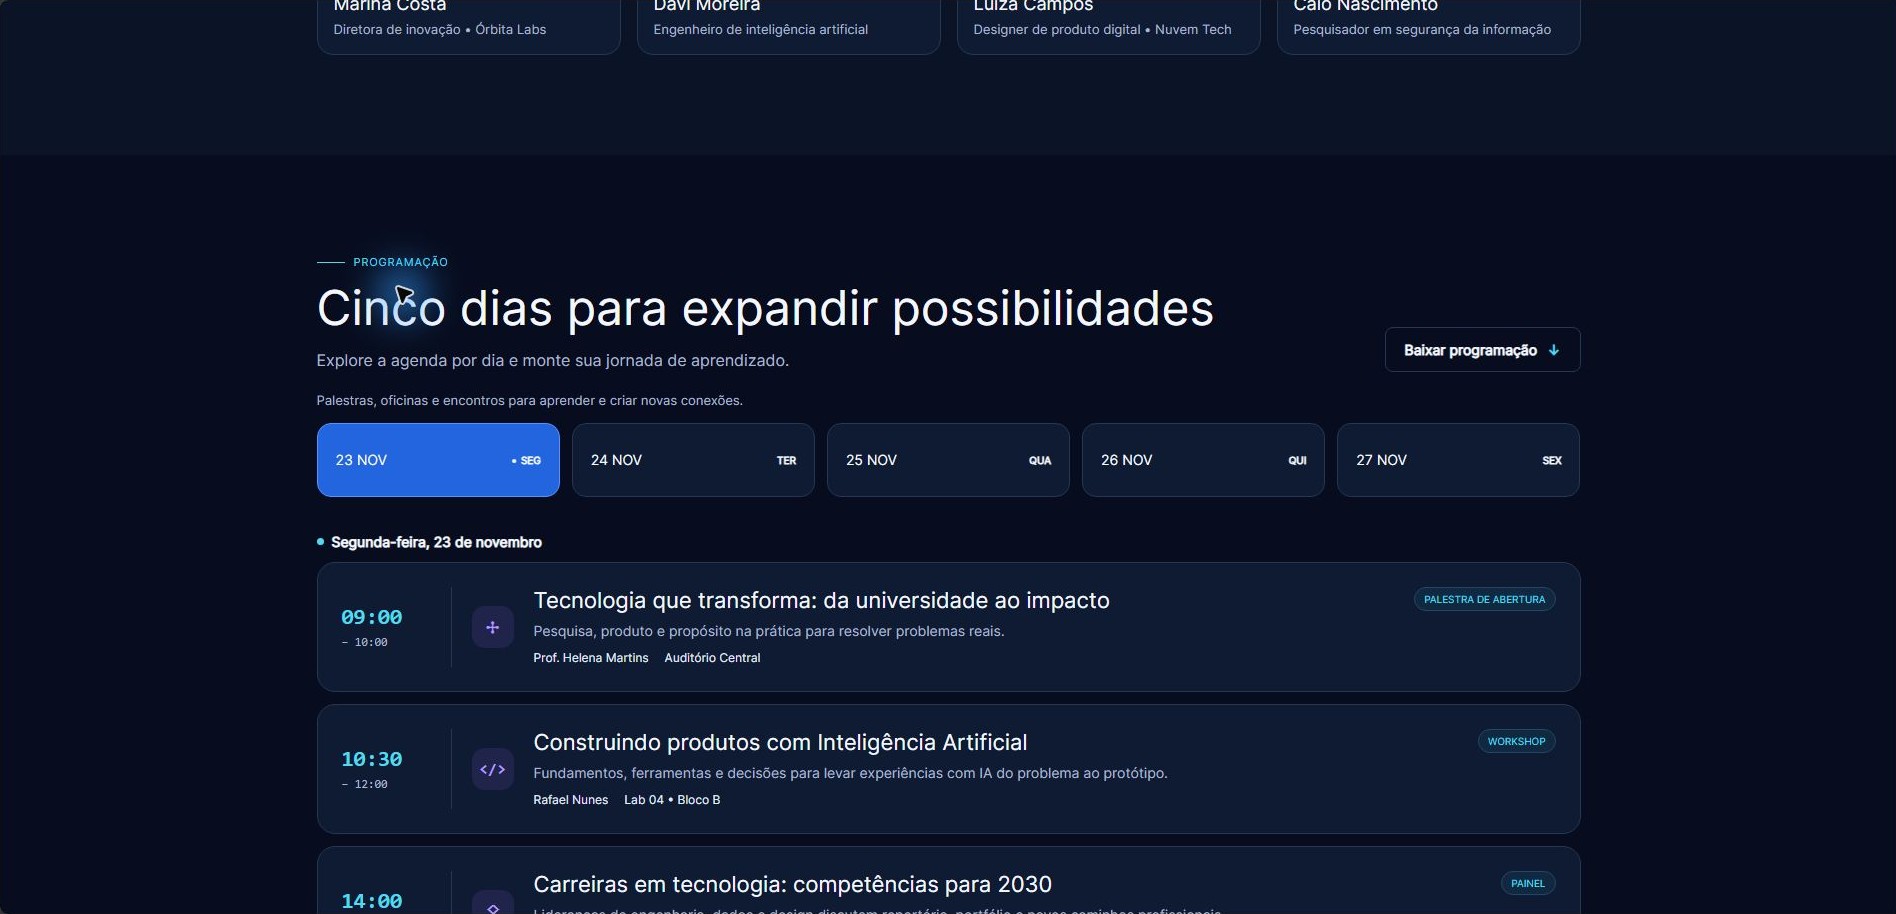 Marina Costa
Davi Moreira
Luiza Campos
Caio Nascimento
Diretora de inovação • Órbita Labs
Engenheiro de inteligência artificial
Designer de produto digital • Nuvem Tech
Pesquisador em segurança da informação
PROGRAMAÇÃO
Cinco dias para expandir possibilidades
Explore a agenda por dia e monte sua jornada de aprendizado.
Baixar programação ↓
Palestras, oficinas e encontros para aprender e criar novas conexões.
23 NOV • SEG
24 NOV TER
25 NOV QUA
26 NOV QUI
27 NOV SEX
Segunda-feira, 23 de novembro
09:00
– 10:00
Tecnologia que transforma: da universidade ao impacto
PALESTRA DE ABERTURA
Pesquisa, produto e propósito na prática para resolver problemas reais.
Prof. Helena Martins Auditório Central
10:30
– 12:00
</>
Construindo produtos com Inteligência Artificial
WORKSHOP
Fundamentos, ferramentas e decisões para levar experiências com IA do problema ao protótipo.
Rafael Nunes Lab 04 • Bloco B
14:00
Carreiras em tecnologia: competências para 2030
PAINEL